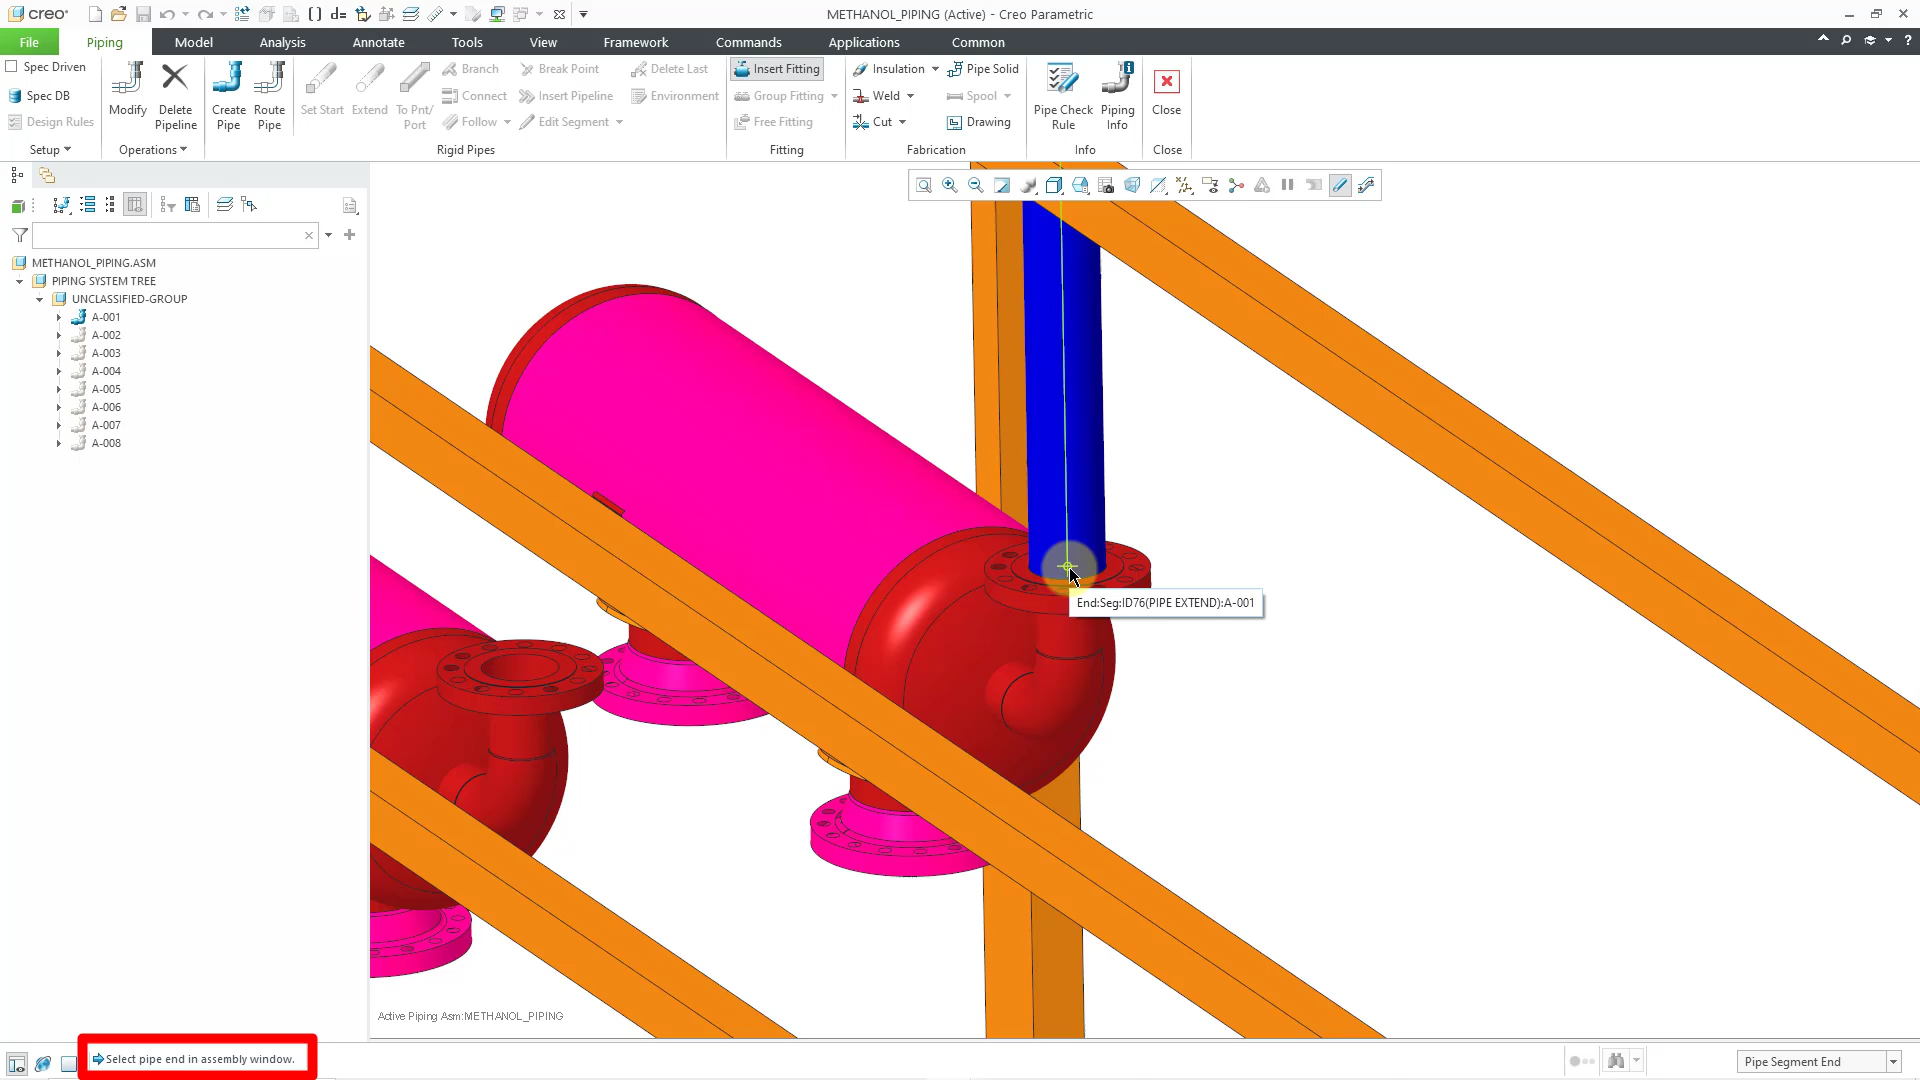 creo
METHANOL_PIPING (Active) - Creo Parametric
File
Piping
Model
Analysis
Annotate
Tools
View
Framework
Commands
Applications
Common
Spec Driven
Spec DB
Design Rules
Setup
Modify
Delete Pipeline
Operations
Create Pipe
Route Pipe
Set Start
Extend
To Pnt/ Port
Branch
Connect
Follow
Break Point
Insert Pipeline
Edit Segment
Delete Last
Environment
Rigid Pipes
Insert Fitting
Group Fitting
Free Fitting
Fitting
Insulation
Weld
Cut
Pipe Solid
Spool
Drawing
Fabrication
Pipe Check Rule
Piping Info
Info
Close
Close
METHANOL_PIPING.ASM
PIPING SYSTEM TREE
UNCLASSIFIED-GROUP
A-001
A-002
A-003
A-004
A-005
A-006
A-007
A-008
End:Seg:ID76(PIPE EXTEND):A-001
Active Piping Asm:METHANOL_PIPING
Select pipe end in assembly window.
Pipe Segment End